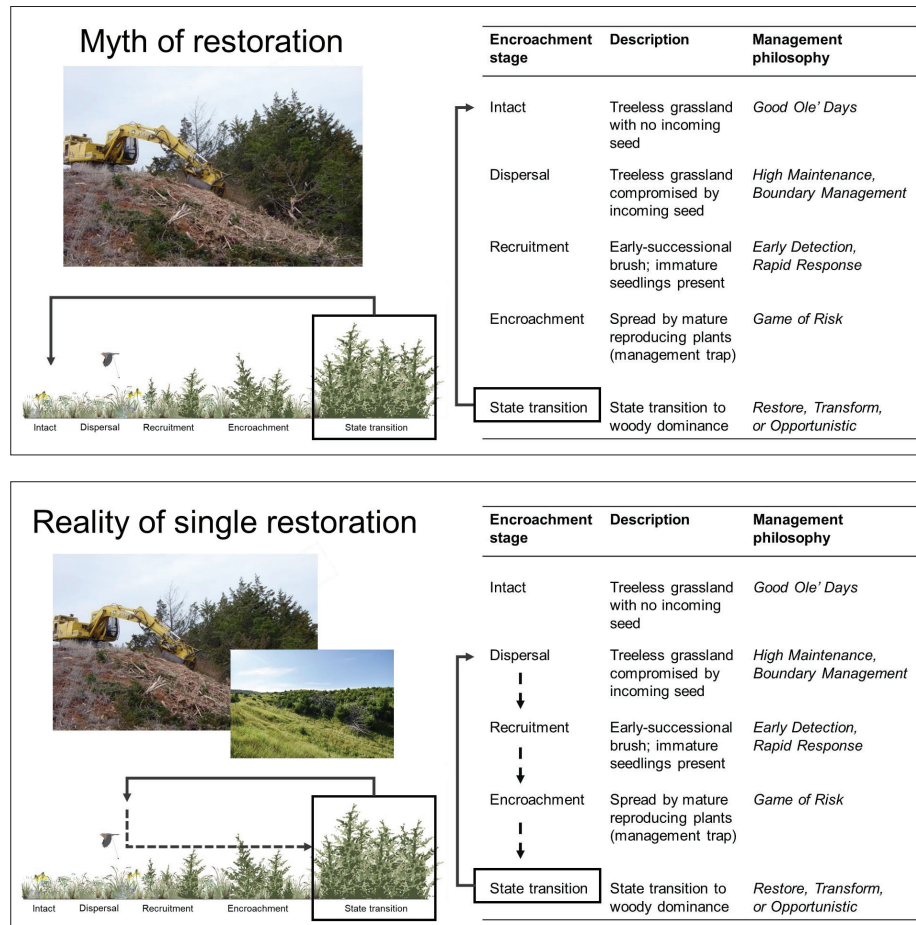 Myth of restoration
Encroachment stage Description Management philosophy
Intact Treeless grassland with no incoming seed Good Ole' Days
Dispersal Treeless grassland compromised by incoming seed High Maintenance, Boundary Management
Recruitment Early-successional brush; immature seedlings present Early Detection, Rapid Response
Encroachment Spread by mature reproducing plants (management trap) Game of Risk
State transition State transition to woody dominance Restore, Transform, or Opportunistic
Intact Dispersal Recruitment Encroachment State transition
Reality of single restoration
Encroachment stage Description Management philosophy
Intact Treeless grassland with no incoming seed Good Ole' Days
Dispersal Treeless grassland compromised by incoming seed High Maintenance, Boundary Management
Recruitment Early-successional brush; immature seedlings present Early Detection, Rapid Response
Encroachment Spread by mature reproducing plants (management trap) Game of Risk
State transition State transition to woody dominance Restore, Transform, or Opportunistic
Intact Dispersal Recruitment Encroachment State transition